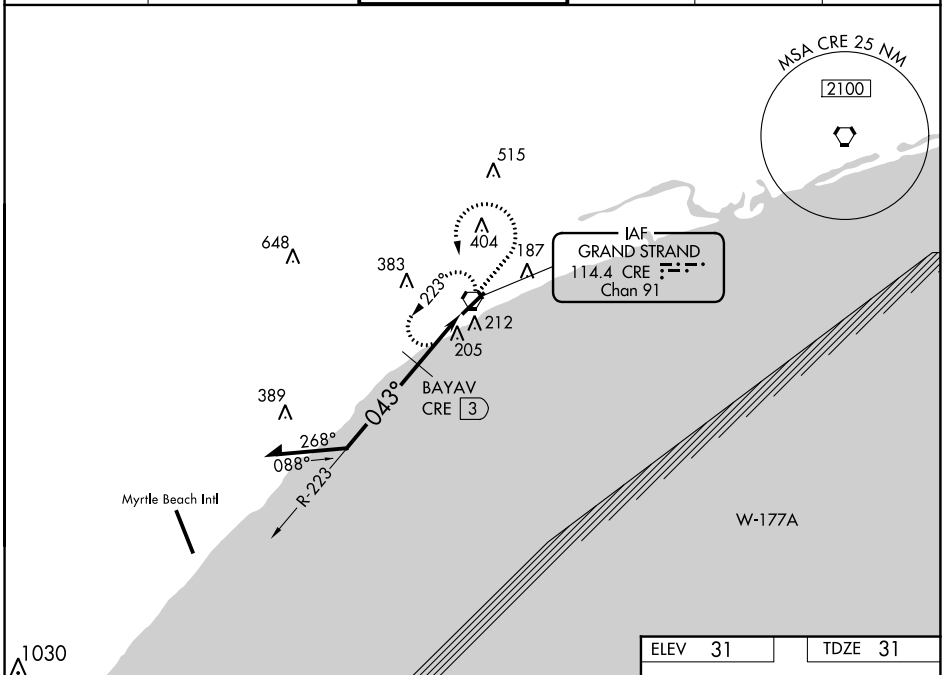 MSA CRE 25 NM
2100
515
404
648
187
383
IAF
GRAND STRAND
114.4 CRE
Chan 91
223°
212
205
BAYAV
CRE 3
389
043°
268°
088°
R-223
Myrtle Beach Intl
W-177A
1030
ELEV 31
TDZE 31